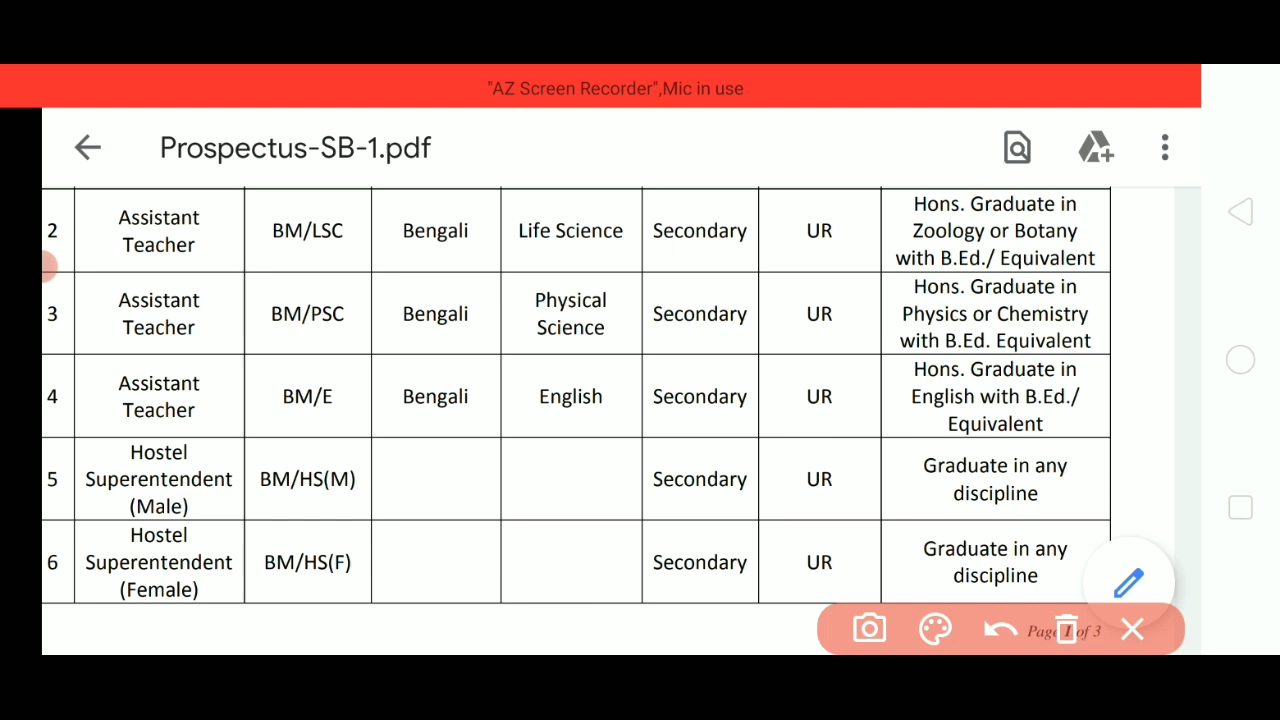 "AZ Screen Recorder",Mic in use
Prospectus-SB-1.pdf
2 Assistant Teacher BM/LSC Bengali Life Science Secondary UR Hons. Graduate in Zoology or Botany with B.Ed./ Equivalent
3 Assistant Teacher BM/PSC Bengali Physical Science Secondary UR Hons. Graduate in Physics or Chemistry with B.Ed. Equivalent
4 Assistant Teacher BM/E Bengali English Secondary UR Hons. Graduate in English with B.Ed./ Equivalent
5 Hostel Superentendent (Male) BM/HS(M) Secondary UR Graduate in any discipline
6 Hostel Superentendent (Female) BM/HS(F) Secondary UR Graduate in any discipline
Page 1 of 3